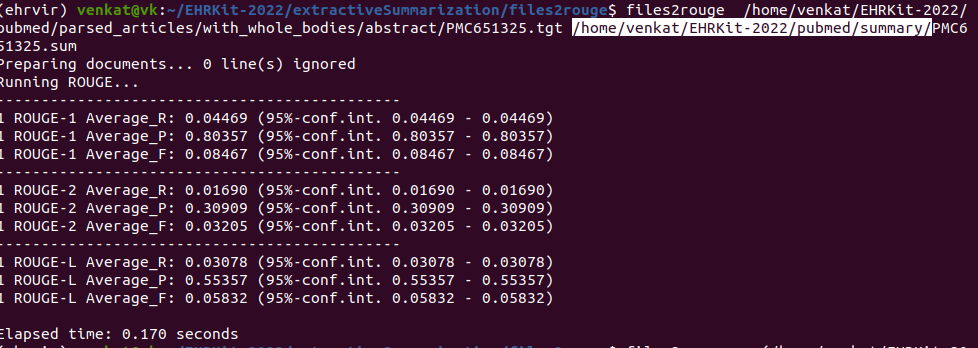 (ehrvir) venkat@vk:~/EHRKit-2022/extractiveSummarization/files2rouge$ files2rouge  /home/venkat/EHRKit-2022/
pubmed/parsed_articles/with_whole_bodies/abstract/PMC651325.tgt /home/venkat/EHRKit-2022/pubmed/summary/PMC6
51325.sum
Preparing documents... 0 line(s) ignored
Running ROUGE...
---------------------------------------------
1 ROUGE-1 Average_R: 0.04469 (95%-conf.int. 0.04469 - 0.04469)
1 ROUGE-1 Average_P: 0.80357 (95%-conf.int. 0.80357 - 0.80357)
1 ROUGE-1 Average_F: 0.08467 (95%-conf.int. 0.08467 - 0.08467)
---------------------------------------------
1 ROUGE-2 Average_R: 0.01690 (95%-conf.int. 0.01690 - 0.01690)
1 ROUGE-2 Average_P: 0.30909 (95%-conf.int. 0.30909 - 0.30909)
1 ROUGE-2 Average_F: 0.03205 (95%-conf.int. 0.03205 - 0.03205)
---------------------------------------------
1 ROUGE-L Average_R: 0.03078 (95%-conf.int. 0.03078 - 0.03078)
1 ROUGE-L Average_P: 0.55357 (95%-conf.int. 0.55357 - 0.55357)
1 ROUGE-L Average_F: 0.05832 (95%-conf.int. 0.05832 - 0.05832)

Elapsed time: 0.170 seconds